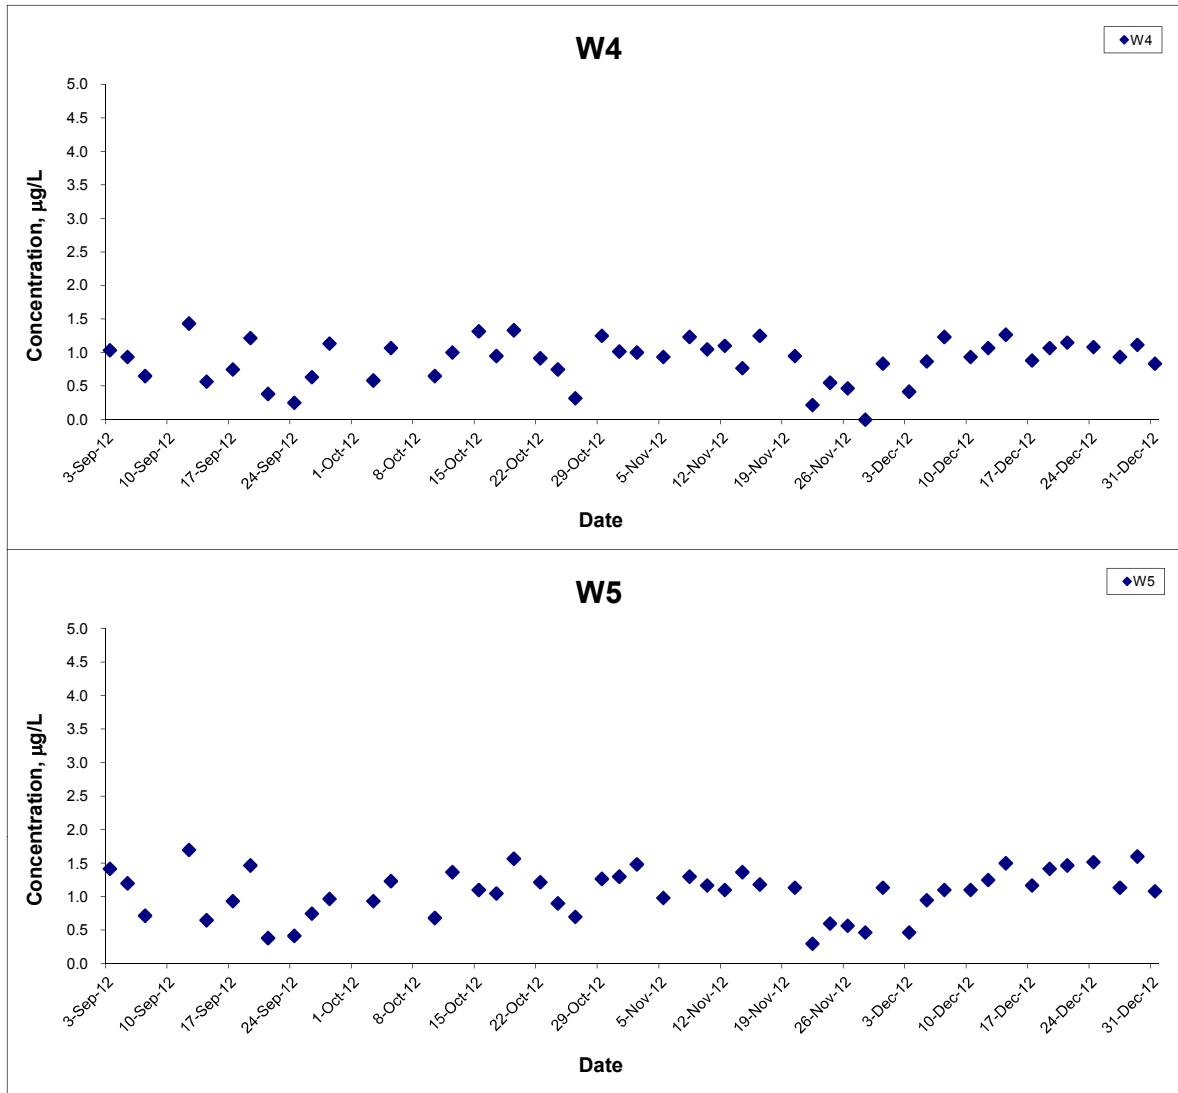 W4
W4
5.0
4.5
4.0
3.5
3.0
2.5
2.0
1.5
1.0
0.5
0.0
Concentration, µg/L
3-Sep-12 10-Sep-12 17-Sep-12 24-Sep-12 1-Oct-12 8-Oct-12 15-Oct-12 22-Oct-12 29-Oct-12 5-Nov-12 12-Nov-12 19-Nov-12 26-Nov-12 3-Dec-12 10-Dec-12 17-Dec-12 24-Dec-12 31-Dec-12
Date
W5
W5
5.0
4.5
4.0
3.5
3.0
2.5
2.0
1.5
1.0
0.5
0.0
Concentration, µg/L
3-Sep-12 10-Sep-12 17-Sep-12 24-Sep-12 1-Oct-12 8-Oct-12 15-Oct-12 22-Oct-12 29-Oct-12 5-Nov-12 12-Nov-12 19-Nov-12 26-Nov-12 3-Dec-12 10-Dec-12 17-Dec-12 24-Dec-12 31-Dec-12
Date